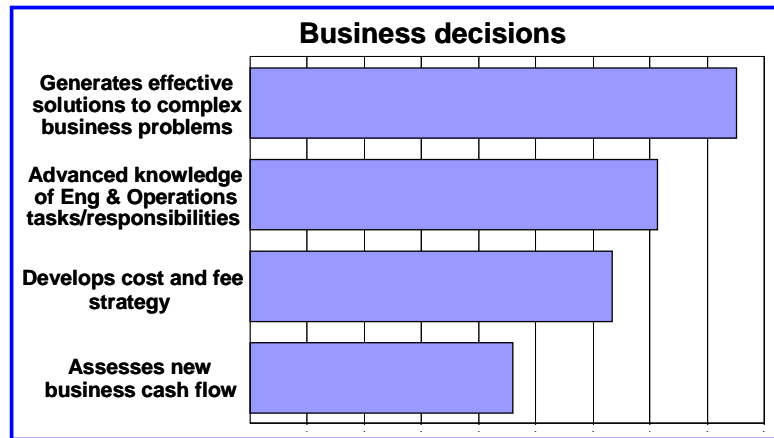 Business decisions
Generates effective
solutions to complex
business problems
Advanced knowledge
of Eng & Operations
tasks/responsibilities
Develops cost and fee
strategy
Assesses new
business cash flow